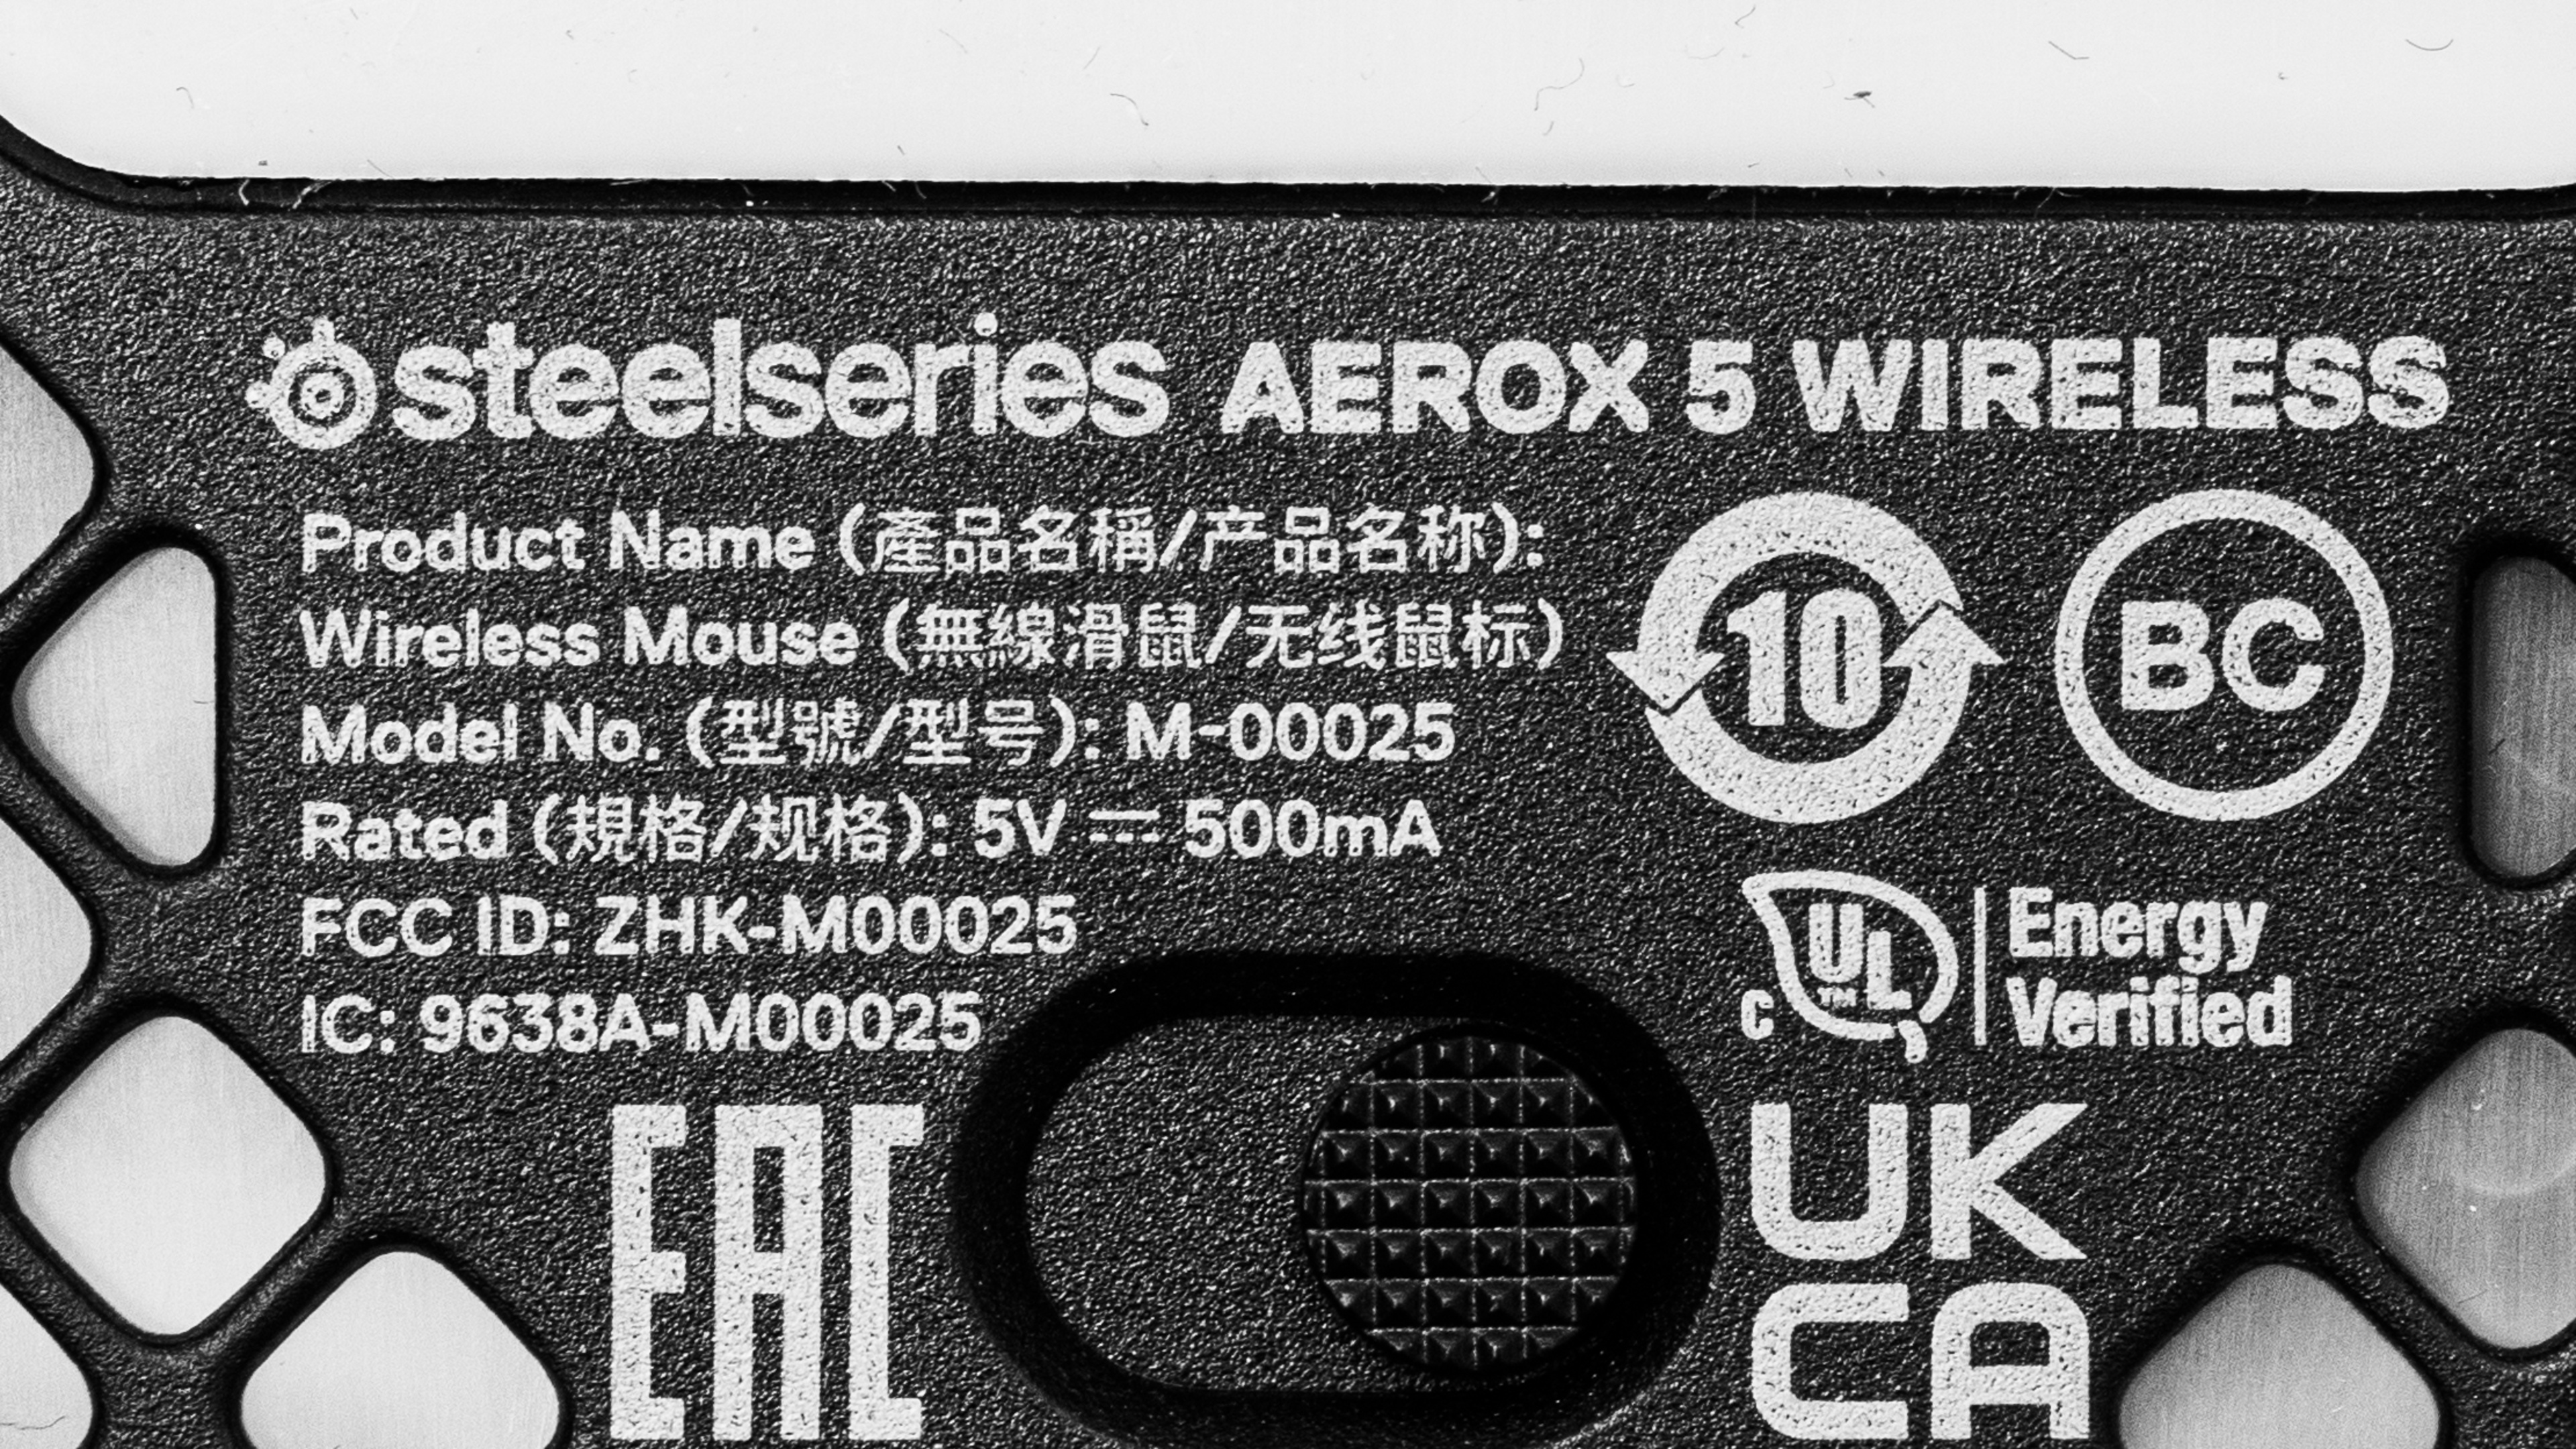 steelseries AEROX 5 WIRELESS
Product Name (產品名稱/产品名称):
Wireless Mouse (無線滑鼠/无线鼠标)
Model No. (型號/型号): M-00025
Rated (規格/规格): 5V ⎓ 500mA
FCC ID: ZHK-M00025
IC: 9638A-M00025
10
BC
c UL™
Energy
Verified
EAC
UK
CA